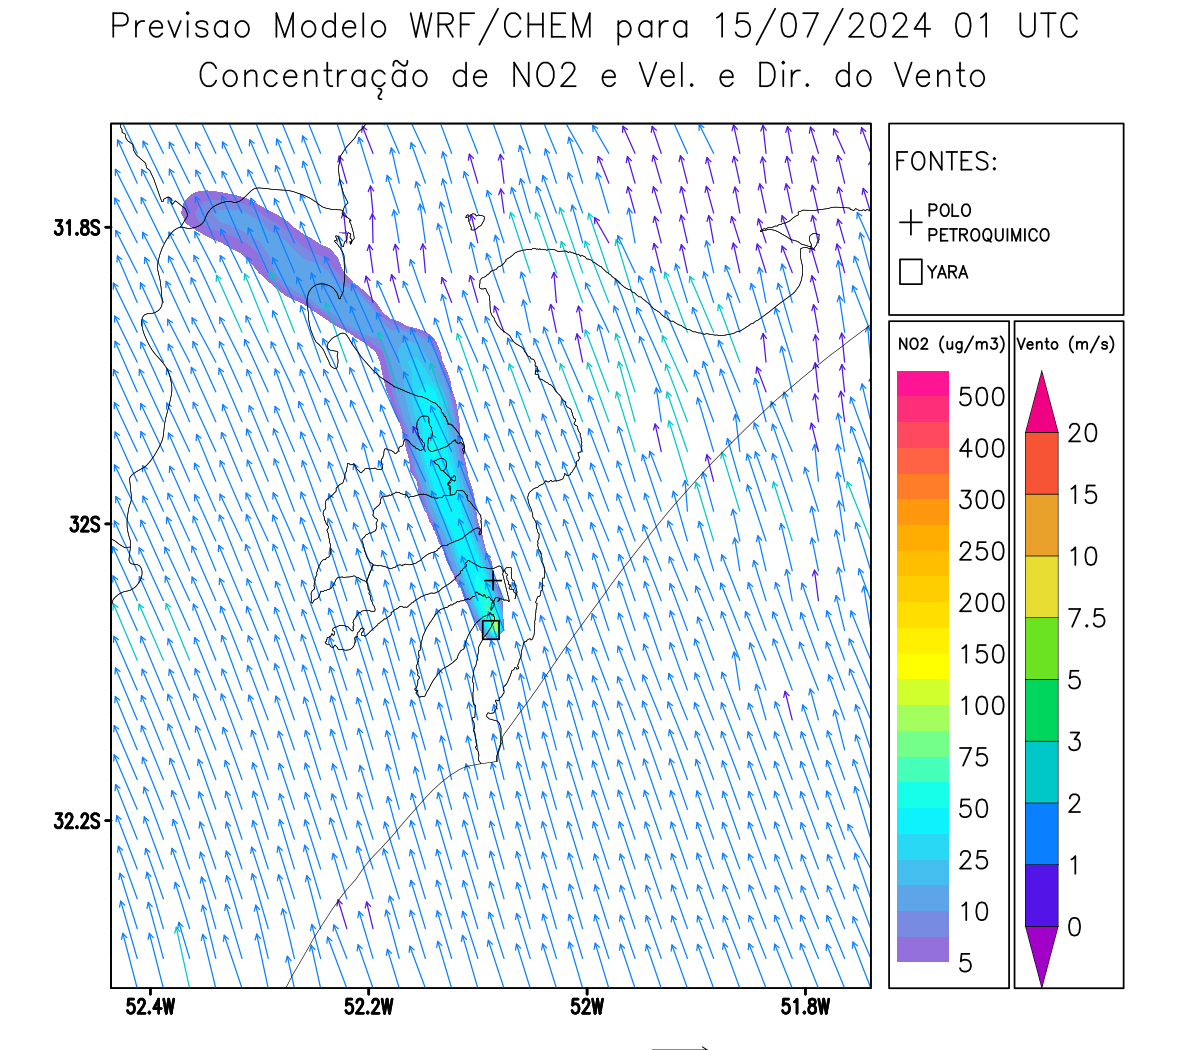 Previsao Modelo WRF/CHEM para 15/07/2024 01 UTC
Concentração de NO2 e Vel. e Dir. do Vento
FONTES:
POLO
PETROQUIMICO
YARA
NO2 (ug/m3)
500
400
300
250
200
150
100
75
50
25
10
5
Vento (m/s)
20
15
10
7.5
5
3
2
1
0
31.8S
32S
32.2S
52.4W
52.2W
52W
51.8W